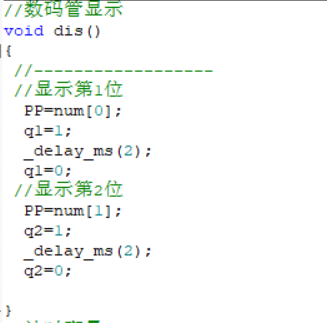 //数码管显示
void dis()
{
//------------------
//显示第1位
PP=num[0];
q1=1;
_delay_ms(2);
q1=0;
//显示第2位
PP=num[1];
q2=1;
_delay_ms(2);
q2=0;
}